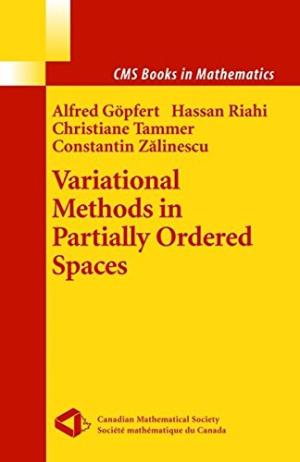 CMS Books in Mathematics
Alfred Göpfert Hassan Riahi
Christiane Tammer
Constantin Zălinescu
Variational
Methods in
Partially Ordered
Spaces
Canadian Mathematical Society
Société mathématique du Canada